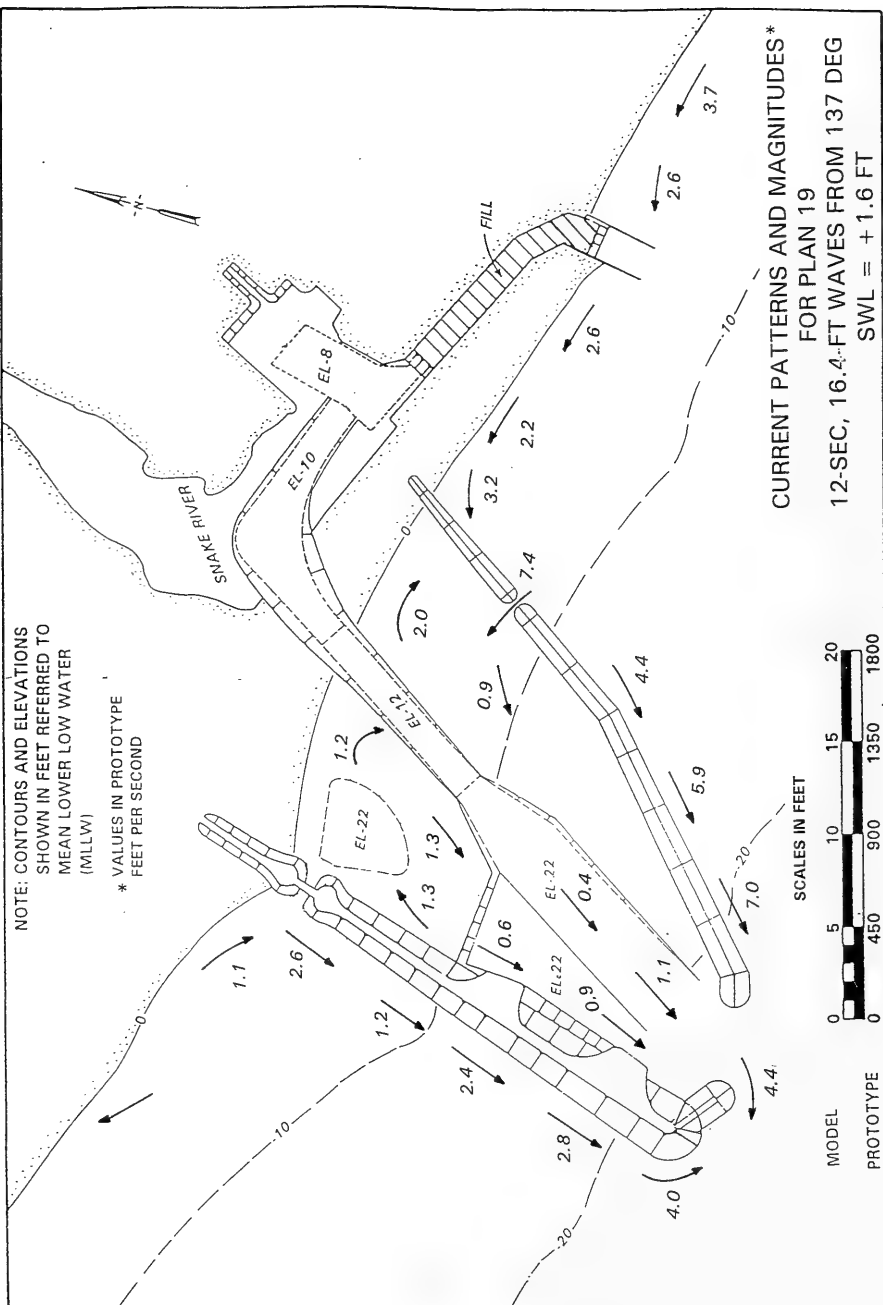 NOTE: CONTOURS AND ELEVATIONS
SHOWN IN FEET REFERRED TO
MEAN LOWER LOW WATER
(MLLW)
* VALUES IN PROTOTYPE
FEET PER SECOND
-N-
SNAKE RIVER
EL-8
EL-10
FILL
EL-12
EL-22
EL-22
EL-22
0
0
-10
-10
-20
-20
3.7
2.6
2.6
2.2
3.2
7.4
2.0
0.9
4.4
5.9
7.0
1.2
1.3
1.3
0.4
0.6
0.9
1.1
1.1
2.6
1.2
2.4
2.8
4.0
4.4
CURRENT PATTERNS AND MAGNITUDES*
FOR PLAN 19
12-SEC, 16.4-FT WAVES FROM 137 DEG
SWL = +1.6 FT
SCALES IN FEET
MODEL 0 5 10 15 20
PROTOTYPE 0 450 900 1350 1800